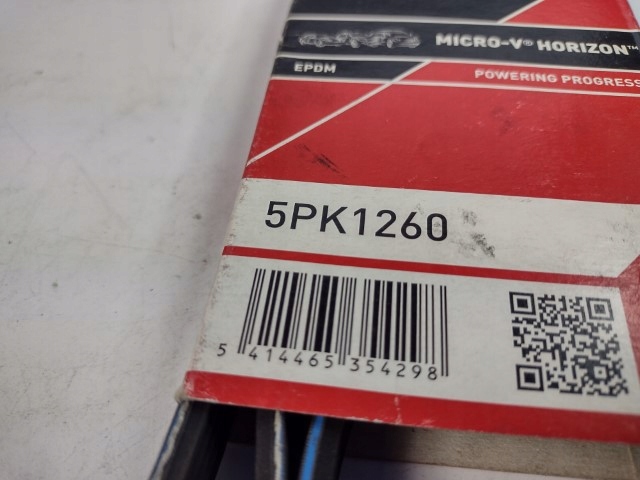 MICRO-V® HORIZON™
EPDM
POWERING PROGRESS
5PK1260
5 414465 354298